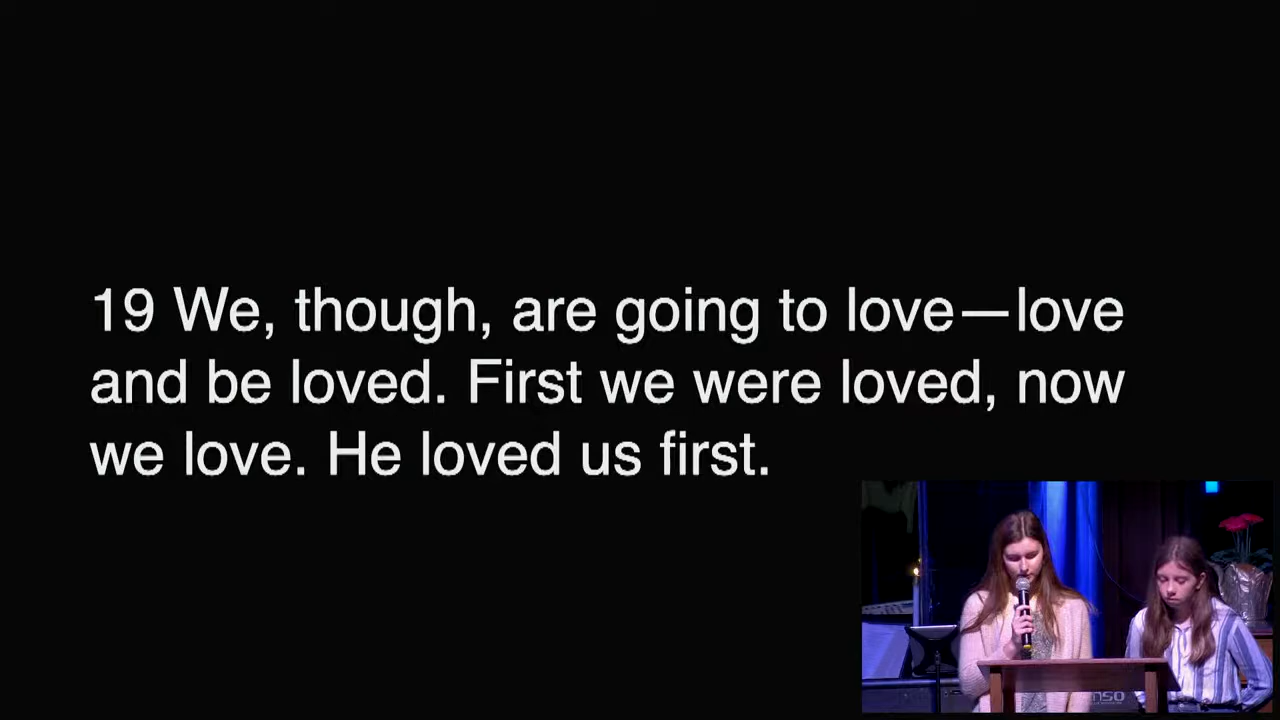 19 We, though, are going to love—love
and be loved. First we were loved, now
we love. He loved us first.